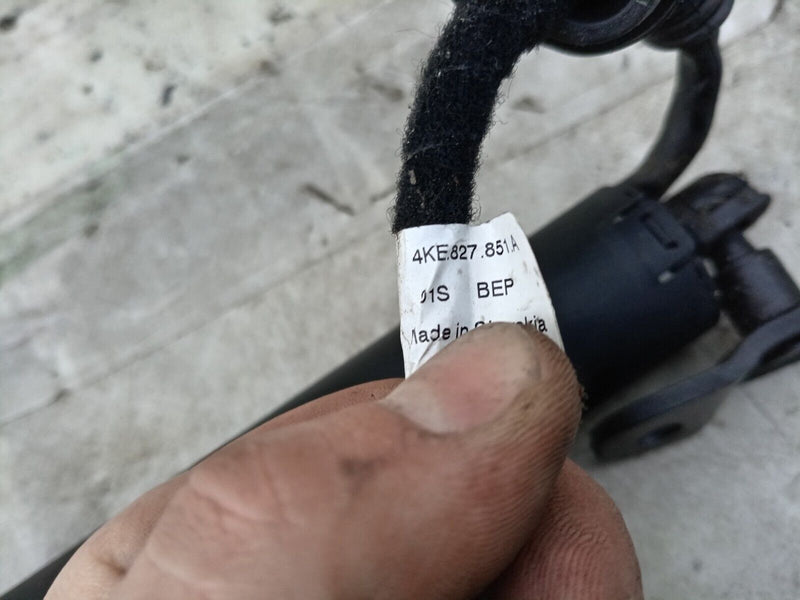 4KE.827.851.A
01S BEP
Made in Slovakia